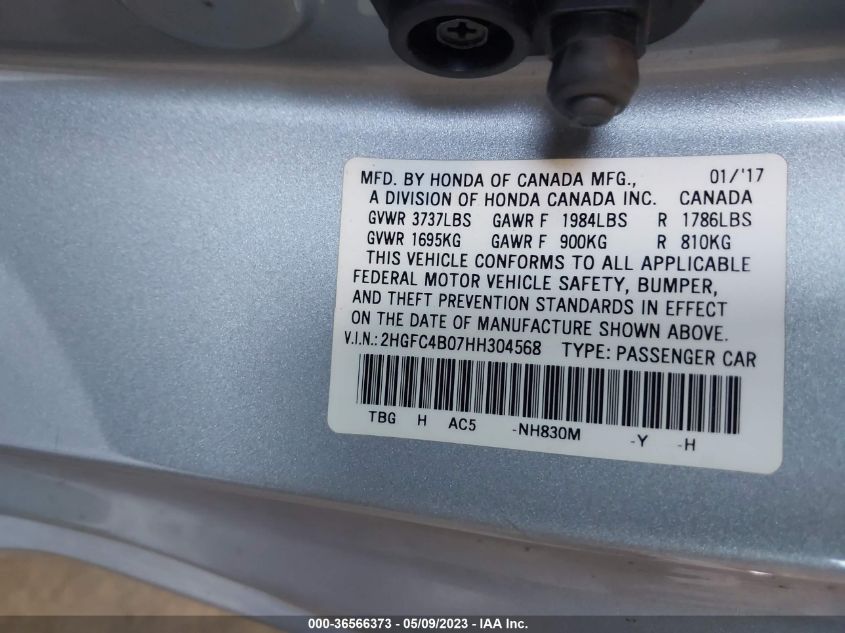 MFD. BY HONDA OF CANADA MFG., 01/'17
A DIVISION OF HONDA CANADA INC. CANADA
GVWR 3737LBS GAWR F 1984LBS R 1786LBS
GVWR 1695KG GAWR F 900KG R 810KG
THIS VEHICLE CONFORMS TO ALL APPLICABLE
FEDERAL MOTOR VEHICLE SAFETY, BUMPER,
AND THEFT PREVENTION STANDARDS IN EFFECT
ON THE DATE OF MANUFACTURE SHOWN ABOVE.
V.I.N.: 2HGFC4B07HH304568 TYPE: PASSENGER CAR
TBG H AC5 -NH830M -Y -H
000-36566373 - 05/09/2023 - IAA Inc.